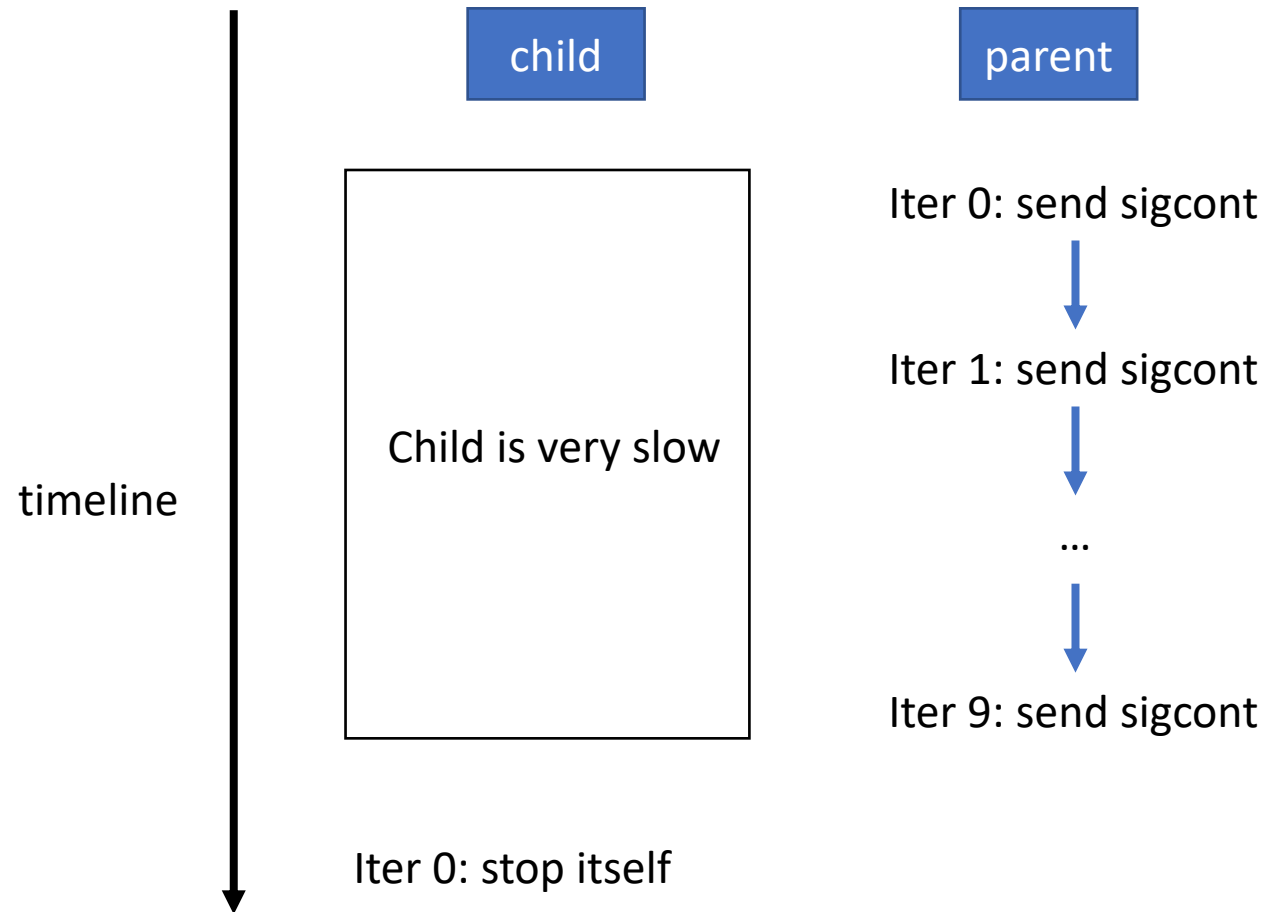 child
parent
Iter 0: send sigcont
Iter 1: send sigcont
Child is very slow
timeline
…
Iter 9: send sigcont
Iter 0: stop itself